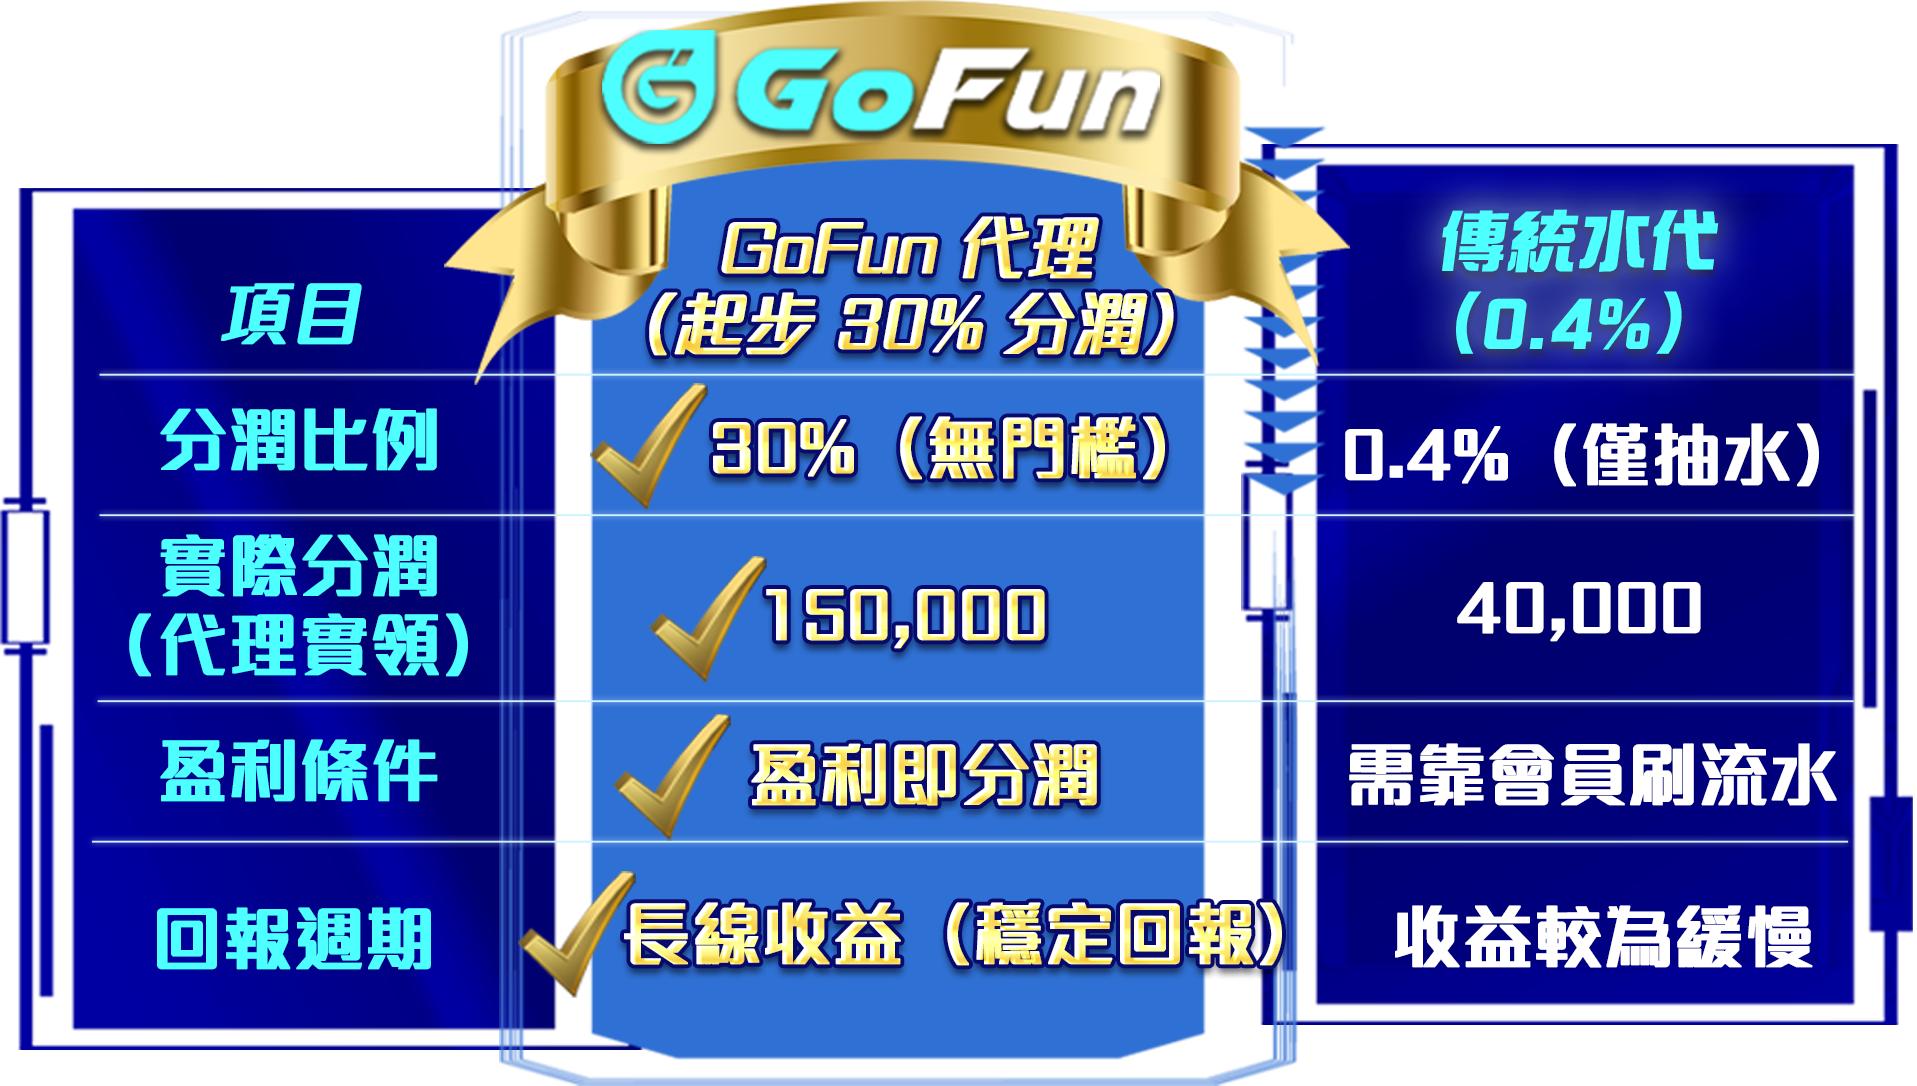 GoFun
項目
GoFun 代理
(起步 30% 分潤)
傳統水代
(0.4%)
分潤比例
30% (無門檻)
0.4% (僅抽水)
實際分潤
(代理實領)
150,000
40,000
盈利條件
盈利即分潤
需靠會員刷流水
回報週期
長線收益 (穩定回報)
收益較為緩慢